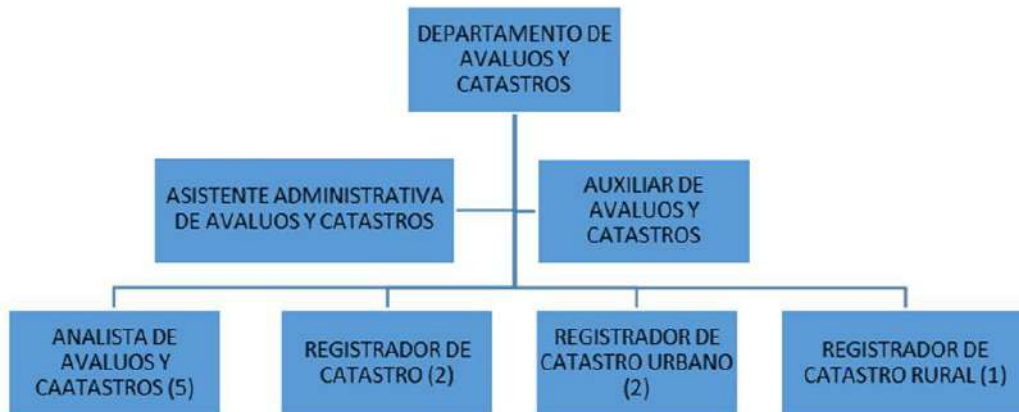 DEPARTAMENTO DE
AVALUOS Y
CATASTROS
ASISTENTE ADMINISTRATIVA
DE AVALUOS Y CATASTROS
AUXILIAR DE
AVALUOS Y
CATASTROS
ANALISTA DE
AVALUOS Y
CAATASTROS (5)
REGISTRADOR DE
CATASTRO (2)
REGISTRADOR DE
CATASTRO URBANO
(2)
REGISTRADOR DE
CATASTRO RURAL (1)